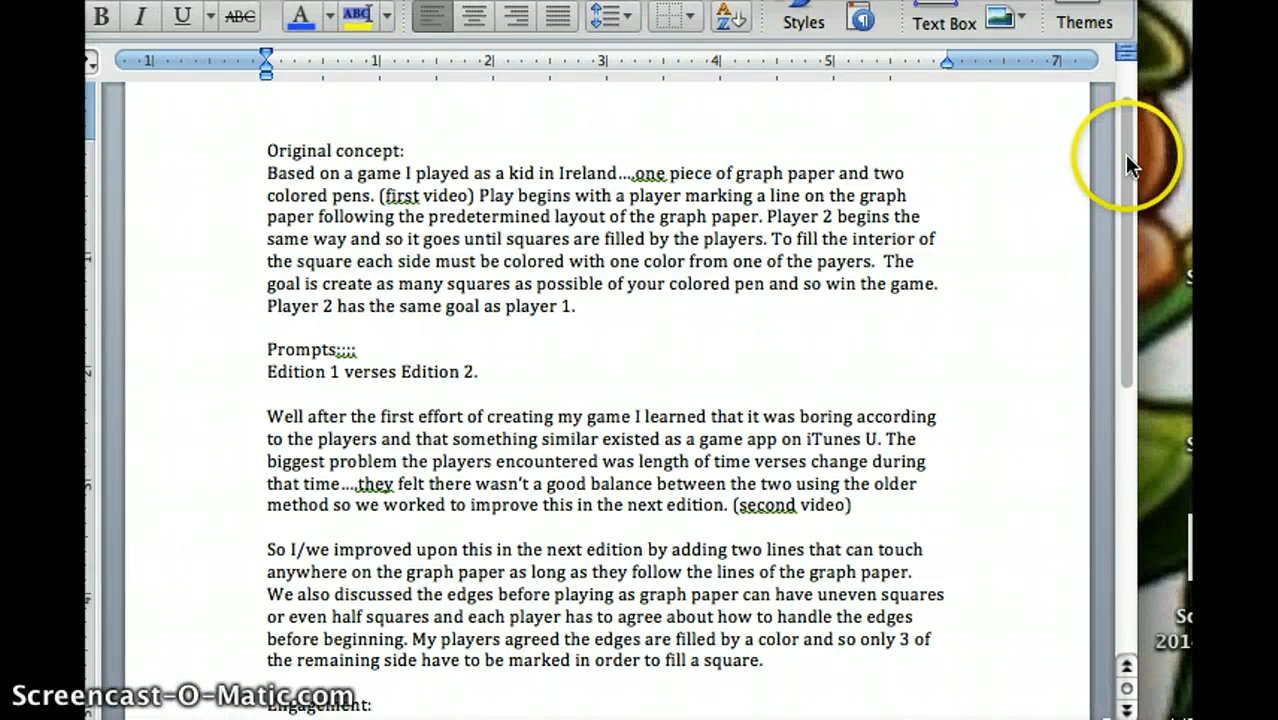 B I U ABC A ABC
Styles
Text Box
Themes
1 1 2 3 4 5 7
Original concept:
Based on a game I played as a kid in Ireland...one piece of graph paper and two
colored pens. (first video) Play begins with a player marking a line on the graph
paper following the predetermined layout of the graph paper. Player 2 begins the
same way and so it goes until squares are filled by the players. To fill the interior of
the square each side must be colored with one color from one of the payers.  The
goal is create as many squares as possible of your colored pen and so win the game.
Player 2 has the same goal as player 1.
Prompts;;;;
Edition 1 verses Edition 2.
Well after the first effort of creating my game I learned that it was boring according
to the players and that something similar existed as a game app on iTunes U. The
biggest problem the players encountered was length of time verses change during
that time...they felt there wasn't a good balance between the two using the older
method so we worked to improve this in the next edition. (second video)
So I/we improved upon this in the next edition by adding two lines that can touch
anywhere on the graph paper as long as they follow the lines of the graph paper.
We also discussed the edges before playing as graph paper can have uneven squares
or even half squares and each player has to agree about how to handle the edges
before beginning. My players agreed the edges are filled by a color and so only 3 of
the remaining side have to be marked in order to fill a square.
Engagement:
Sc
201
Screencast-O-Matic.com